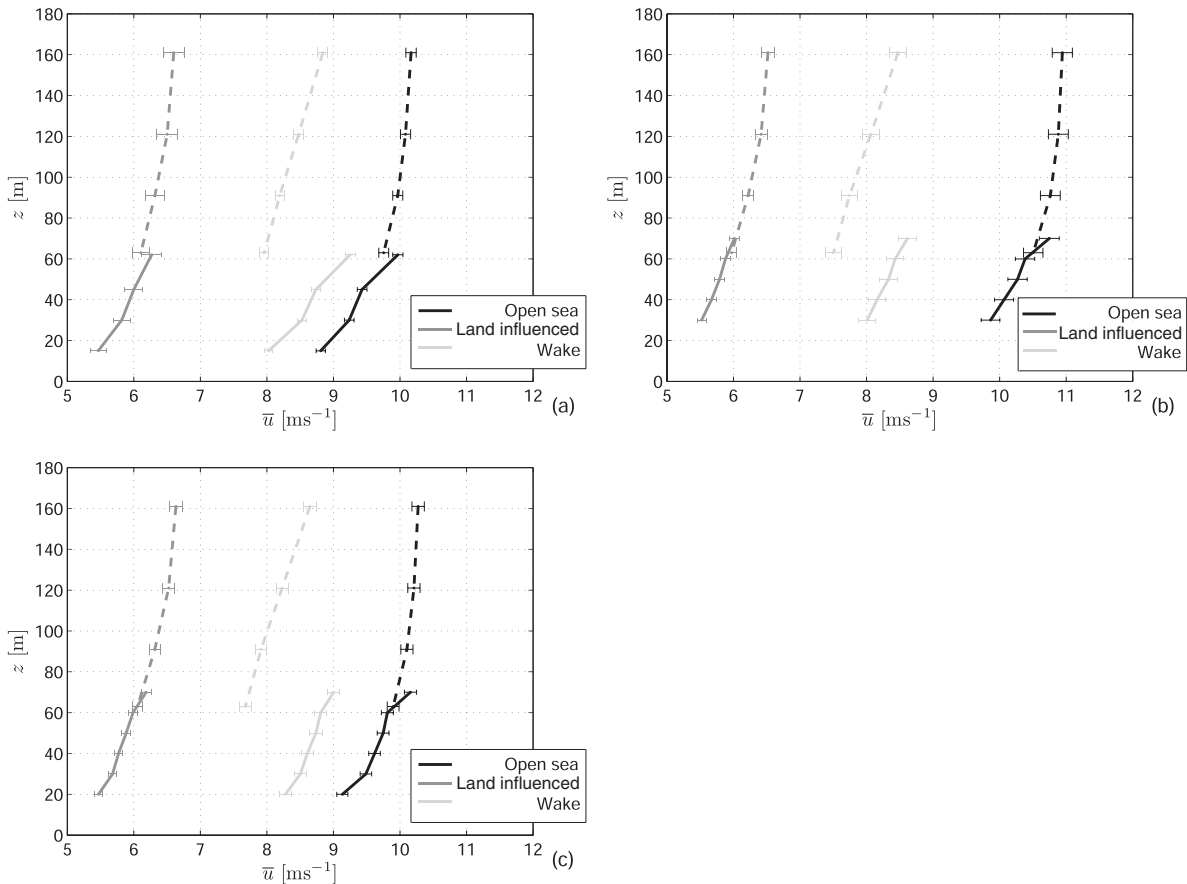 180
160
140
120
100
80
60
40
20
0
z [m]
5 6 7 8 9 10 11 12
u̅ [ms⁻¹]
Open sea
Land influenced
Wake
(a)
180
160
140
120
100
80
60
40
20
0
z [m]
5 6 7 8 9 10 11 12
u̅ [ms⁻¹]
Open sea
Land influenced
Wake
(b)
180
160
140
120
100
80
60
40
20
0
z [m]
5 6 7 8 9 10 11 12
u̅ [ms⁻¹]
Open sea
Land influenced
Wake
(c)